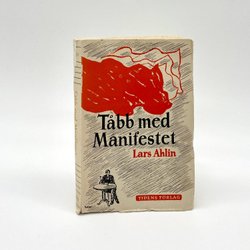 Tåbb med
Manifestet
Lars Ahlin
TIDENS FÖRLAG